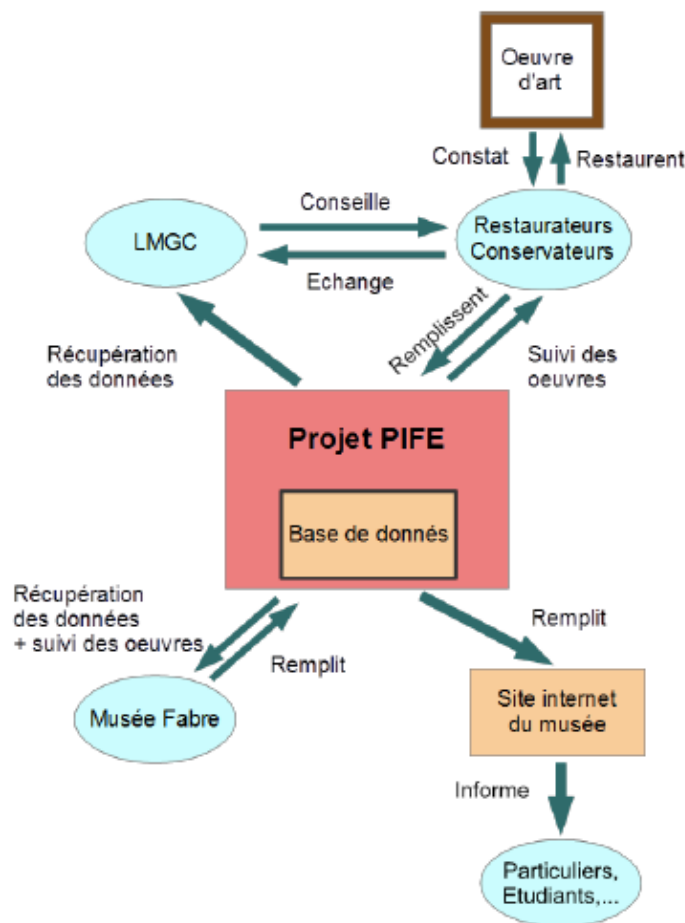 Oeuvre
d'art
Constat
Restaurent
Conseille
LMGC
Restaurateurs
Conservateurs
Echange
Remplissent
Récupération
des données
Suivi des
oeuvres
Projet PIFE
Base de donnés
Récupération
des données
+ suivi des oeuvres
Remplit
Remplit
Musée Fabre
Site internet
du musée
Informe
Particuliers,
Etudiants,...